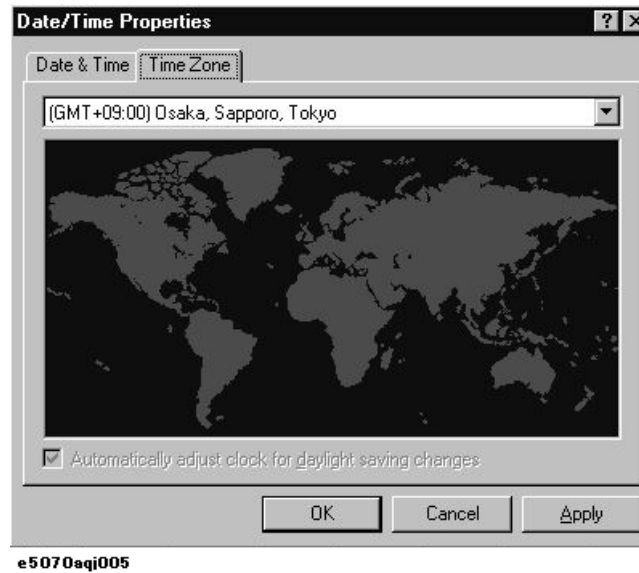 Date/Time Properties
Date & Time Time Zone
(GMT+09:00) Osaka, Sapporo, Tokyo
Automatically adjust clock for daylight saving changes
OK Cancel Apply
e5070aqj005